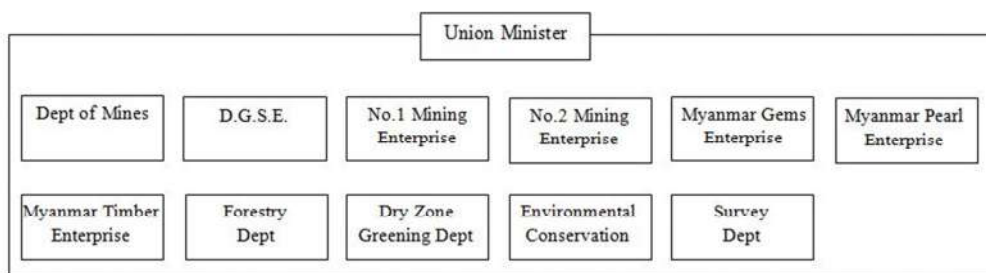 Union Minister
Dept of Mines
D.G.S.E.
No.1 Mining
Enterprise
No.2 Mining
Enterprise
Myanmar Gems
Enterprise
Myanmar Pearl
Enterprise
Myanmar Timber
Enterprise
Forestry
Dept
Dry Zone
Greening Dept
Environmental
Conservation
Survey
Dept